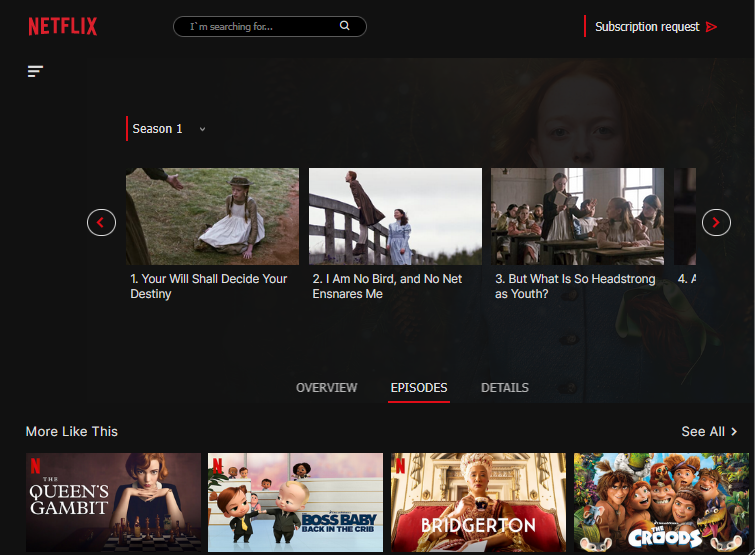 NETFLIX
I`m searching for...
Subscription request
Season 1
1. Your Will Shall Decide Your
Destiny
2. I Am No Bird, and No Net
Ensnares Me
3. But What Is So Headstrong
as Youth?
4. A
OVERVIEW
EPISODES
DETAILS
More Like This
See All
N
THE
QUEEN'S
GAMBIT
N
BOSS BABY
BACK IN THE CRIB
N
BRIDGERTON
THE
CROODS